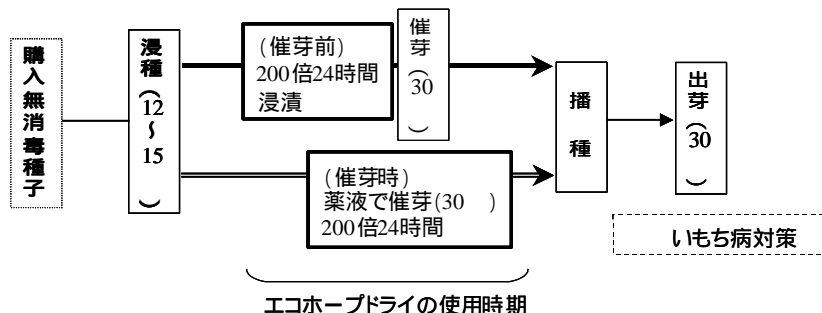 購入無消毒種子
浸種(12～15　)
(催芽前)
200倍24時間
浸漬
催芽(30　)
(催芽時)
薬液で催芽(30　)
200倍24時間
播種
出芽(30　)
いもち病対策
エコホープドライの使用時期